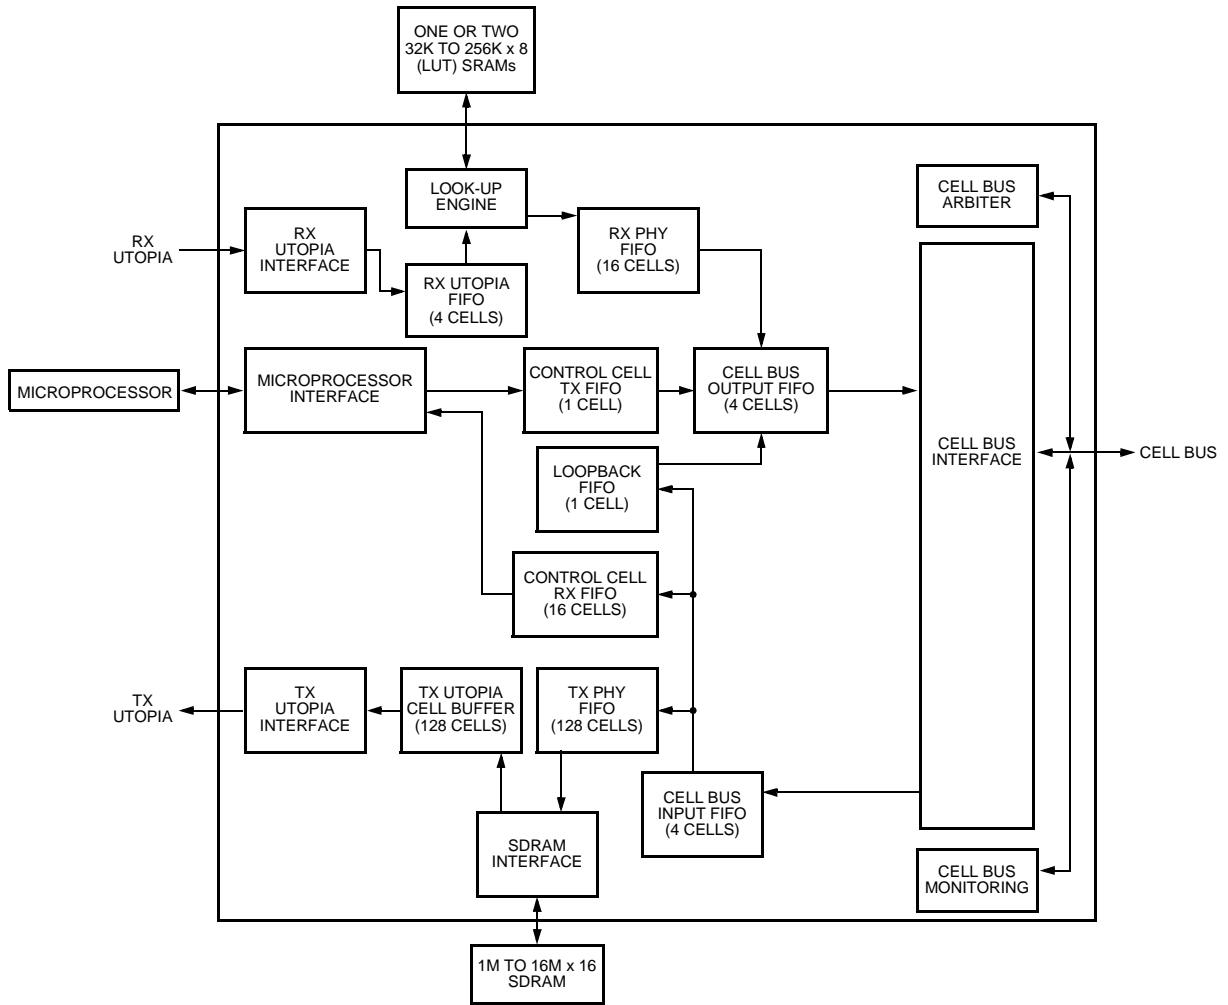 ONE OR TWO
32K TO 256K x 8
(LUT) SRAMs
LOOK-UP
ENGINE
CELL BUS
ARBITER
RX
UTOPIA
RX
UTOPIA
INTERFACE
RX PHY
FIFO
(16 CELLS)
RX UTOPIA
FIFO
(4 CELLS)
MICROPROCESSOR
MICROPROCESSOR
INTERFACE
CONTROL CELL
TX FIFO
(1 CELL)
CELL BUS
OUTPUT FIFO
(4 CELLS)
CELL BUS
INTERFACE
CELL BUS
LOOPBACK
FIFO
(1 CELL)
CONTROL CELL
RX FIFO
(16 CELLS)
TX
UTOPIA
TX
UTOPIA
INTERFACE
TX UTOPIA
CELL BUFFER
(128 CELLS)
TX PHY
FIFO
(128 CELLS)
CELL BUS
INPUT FIFO
(4 CELLS)
SDRAM
INTERFACE
CELL BUS
MONITORING
1M TO 16M x 16
SDRAM